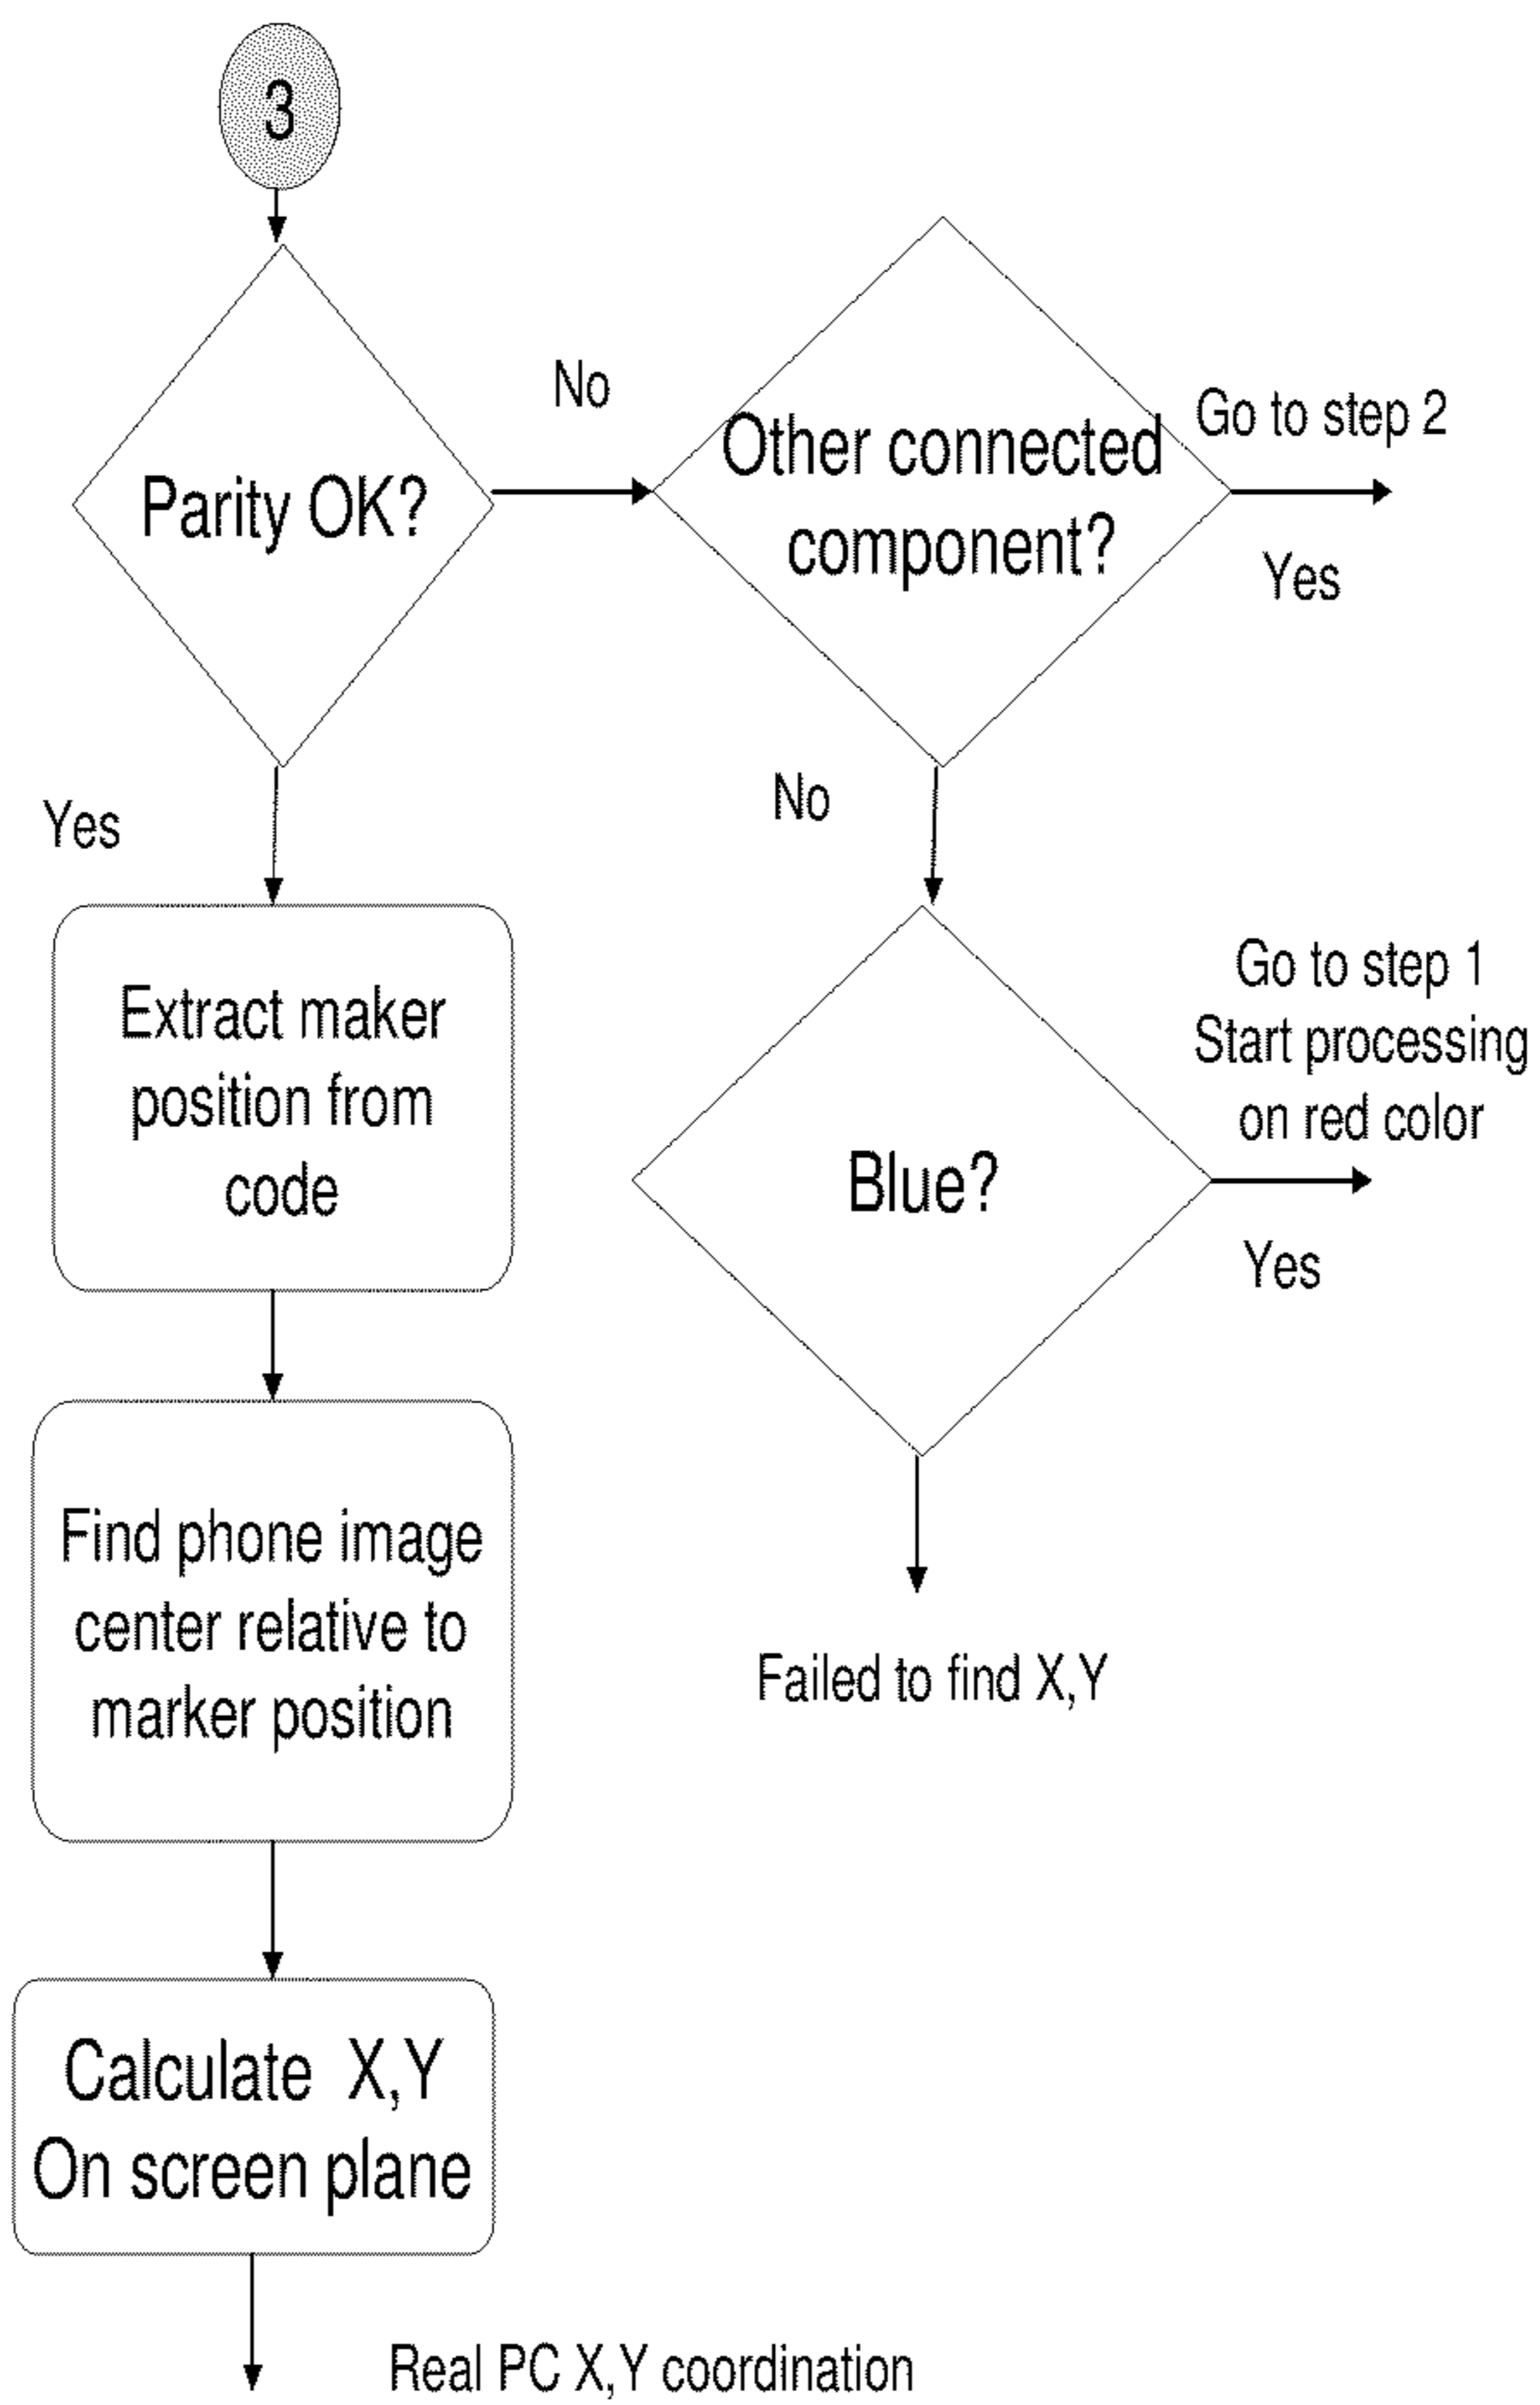 3
Parity OK?
No
Other connected
component?
Go to step 2
Yes
Yes
No
Extract maker
position from
code
Blue?
Go to step 1
Start processing
on red color
Yes
Find phone image
center relative to
marker position
Failed to find X,Y
Calculate X,Y
On screen plane
Real PC X,Y coordination